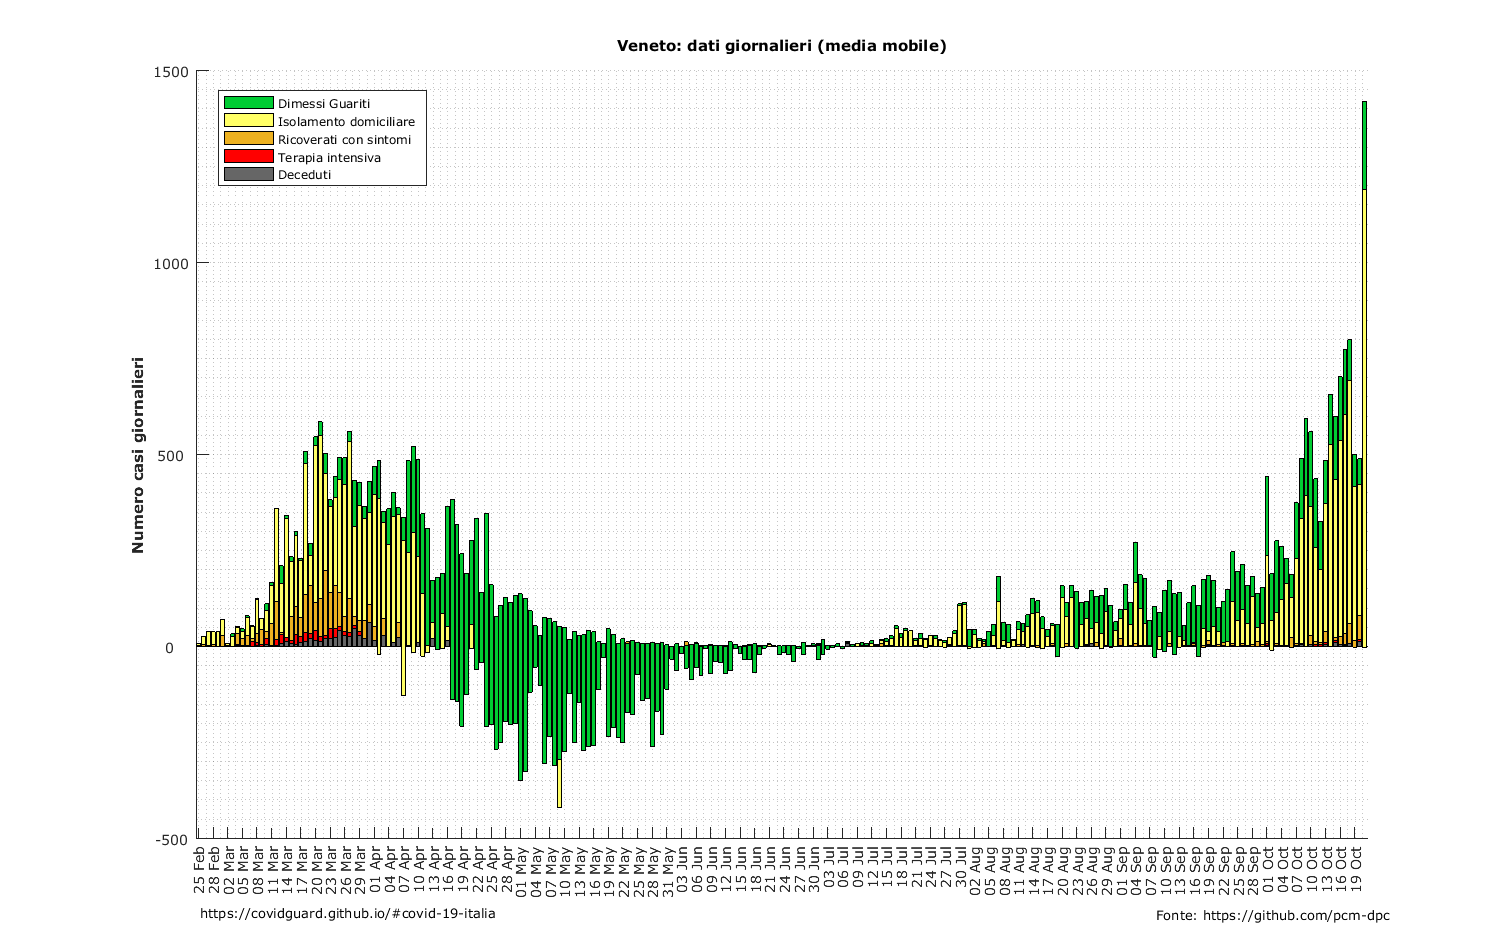 Veneto: dati giornalieri (media mobile)
1500
1000
500
0
-500
Numero casi giornalieri
Dimessi Guariti
Isolamento domiciliare
Ricoverati con sintomi
Terapia intensiva
Deceduti
25 Feb
28 Feb
02 Mar
05 Mar
08 Mar
11 Mar
14 Mar
17 Mar
20 Mar
23 Mar
26 Mar
29 Mar
01 Apr
04 Apr
07 Apr
10 Apr
13 Apr
16 Apr
19 Apr
22 Apr
25 Apr
28 Apr
01 May
04 May
07 May
10 May
13 May
16 May
19 May
22 May
25 May
28 May
31 May
03 Jun
06 Jun
09 Jun
12 Jun
15 Jun
18 Jun
21 Jun
24 Jun
27 Jun
30 Jun
03 Jul
06 Jul
09 Jul
12 Jul
15 Jul
18 Jul
21 Jul
24 Jul
27 Jul
30 Jul
02 Aug
05 Aug
08 Aug
11 Aug
14 Aug
17 Aug
20 Aug
23 Aug
26 Aug
29 Aug
01 Sep
04 Sep
07 Sep
10 Sep
13 Sep
16 Sep
19 Sep
22 Sep
25 Sep
28 Sep
01 Oct
04 Oct
07 Oct
10 Oct
13 Oct
16 Oct
19 Oct
https://covidguard.github.io/#covid-19-italia
Fonte: https://github.com/pcm-dpc